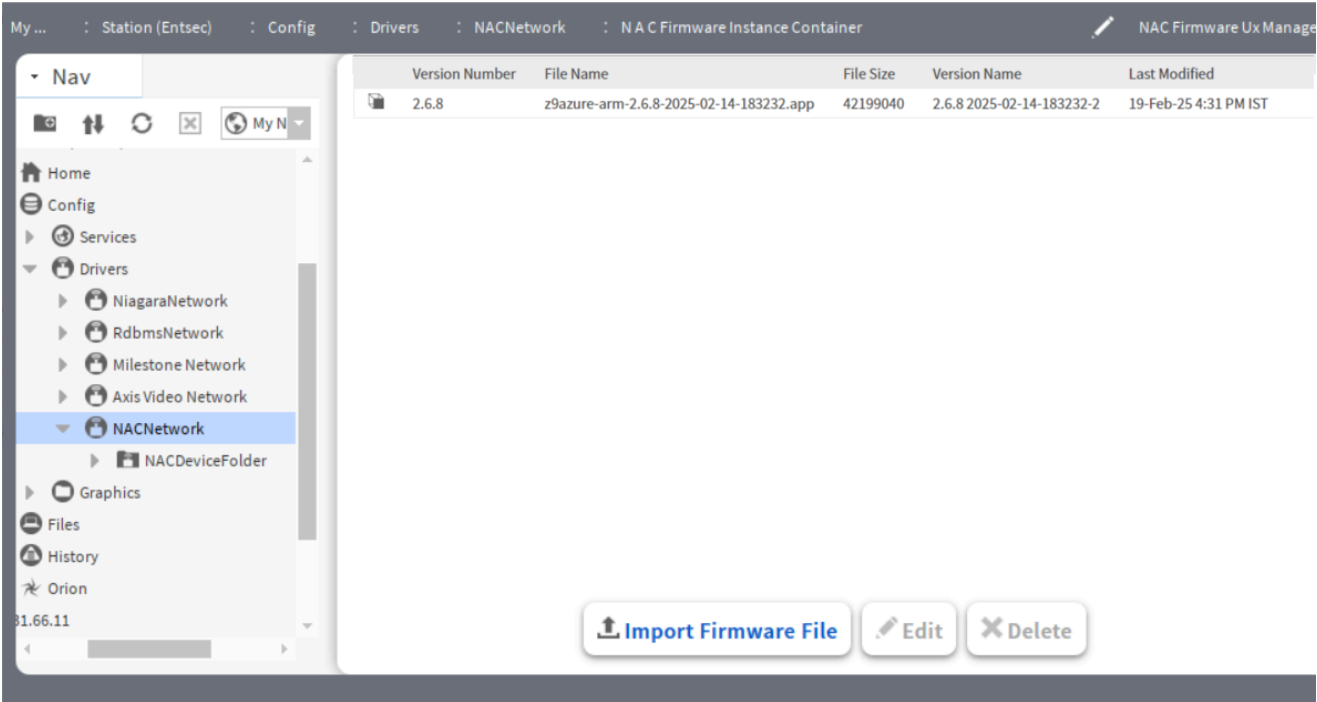 My ... : Station (Entsec) : Config : Drivers : NACNetwork : N A C Firmware Instance Container NAC Firmware Ux Manage
Nav
My N
Home
Config
Services
Drivers
NiagaraNetwork
RdbmsNetwork
Milestone Network
Axis Video Network
NACNetwork
NACDeviceFolder
Graphics
Files
History
Orion
31.66.11
Version Number File Name File Size Version Name Last Modified
2.6.8 z9azure-arm-2.6.8-2025-02-14-183232.app 42199040 2.6.8 2025-02-14-183232-2 19-Feb-25 4:31 PM IST
Import Firmware File Edit Delete